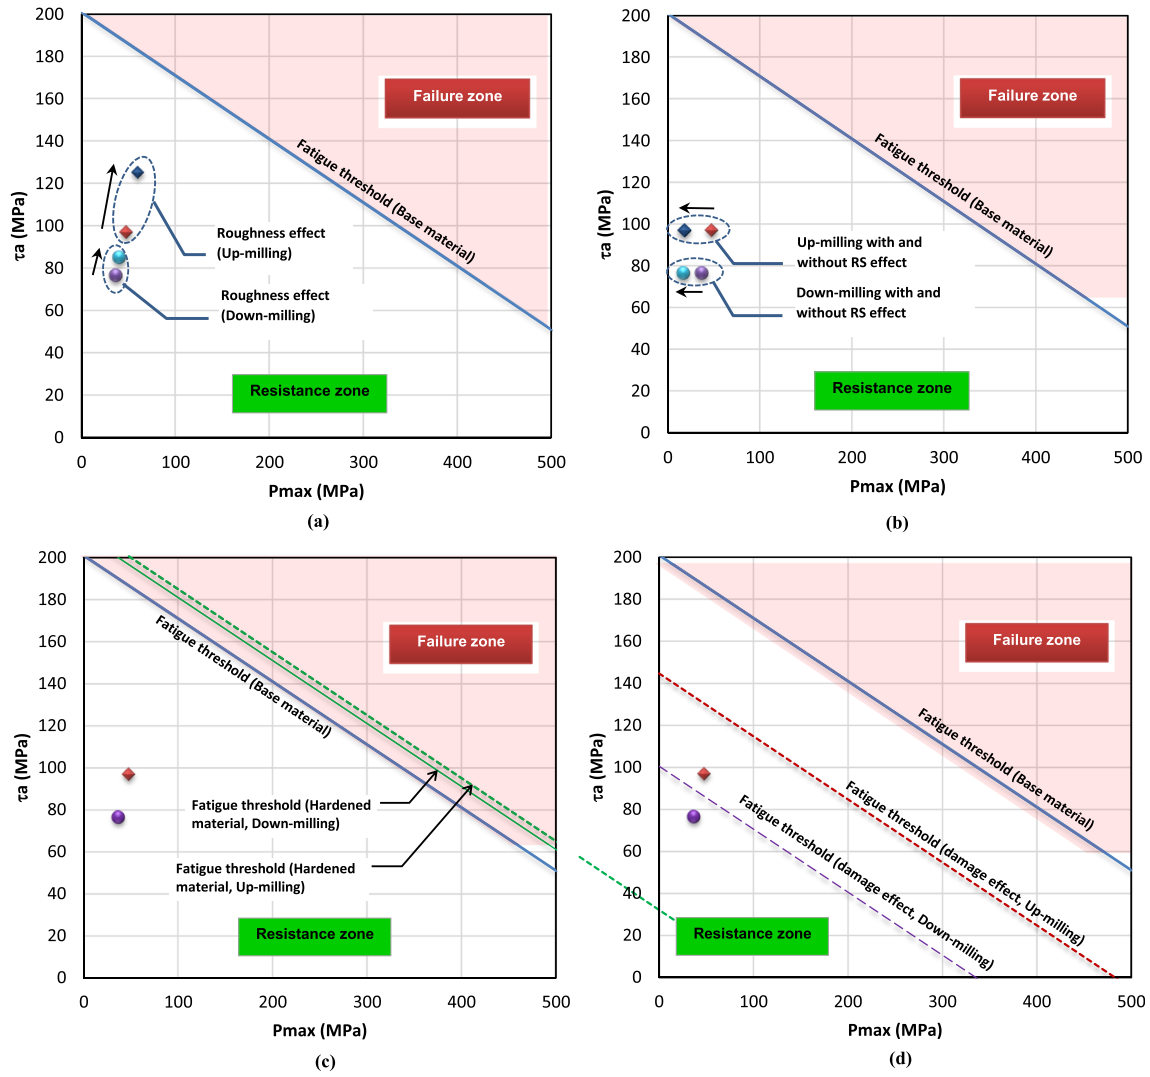 200
180
160
140
120
100
80
60
40
20
0
τa (MPa)
Failure zone
Fatigue threshold (Base material)
Roughness effect
(Up-milling)
Roughness effect
(Down-milling)
Resistance zone
0 100 200 300 400 500
Pmax (MPa)
(a)
200
180
160
140
120
100
80
60
40
20
0
τa (MPa)
Failure zone
Fatigue threshold (Base material)
Up-milling with and
without RS effect
Down-milling with and
without RS effect
Resistance zone
0 100 200 300 400 500
Pmax (MPa)
(b)
200
180
160
140
120
100
80
60
40
20
0
τa (MPa)
Failure zone
Fatigue threshold (Base material)
Fatigue threshold (Hardened
material, Down-milling)
Fatigue threshold (Hardened
material, Up-milling)
Resistance zone
0 100 200 300 400 500
Pmax (MPa)
(c)
200
180
160
140
120
100
80
60
40
20
0
τa (MPa)
Failure zone
Fatigue threshold (Base material)
Fatigue threshold (damage effect, Up-milling)
Fatigue threshold (damage effect, Down-milling)
Resistance zone
0 100 200 300 400 500
Pmax (MPa)
(d)